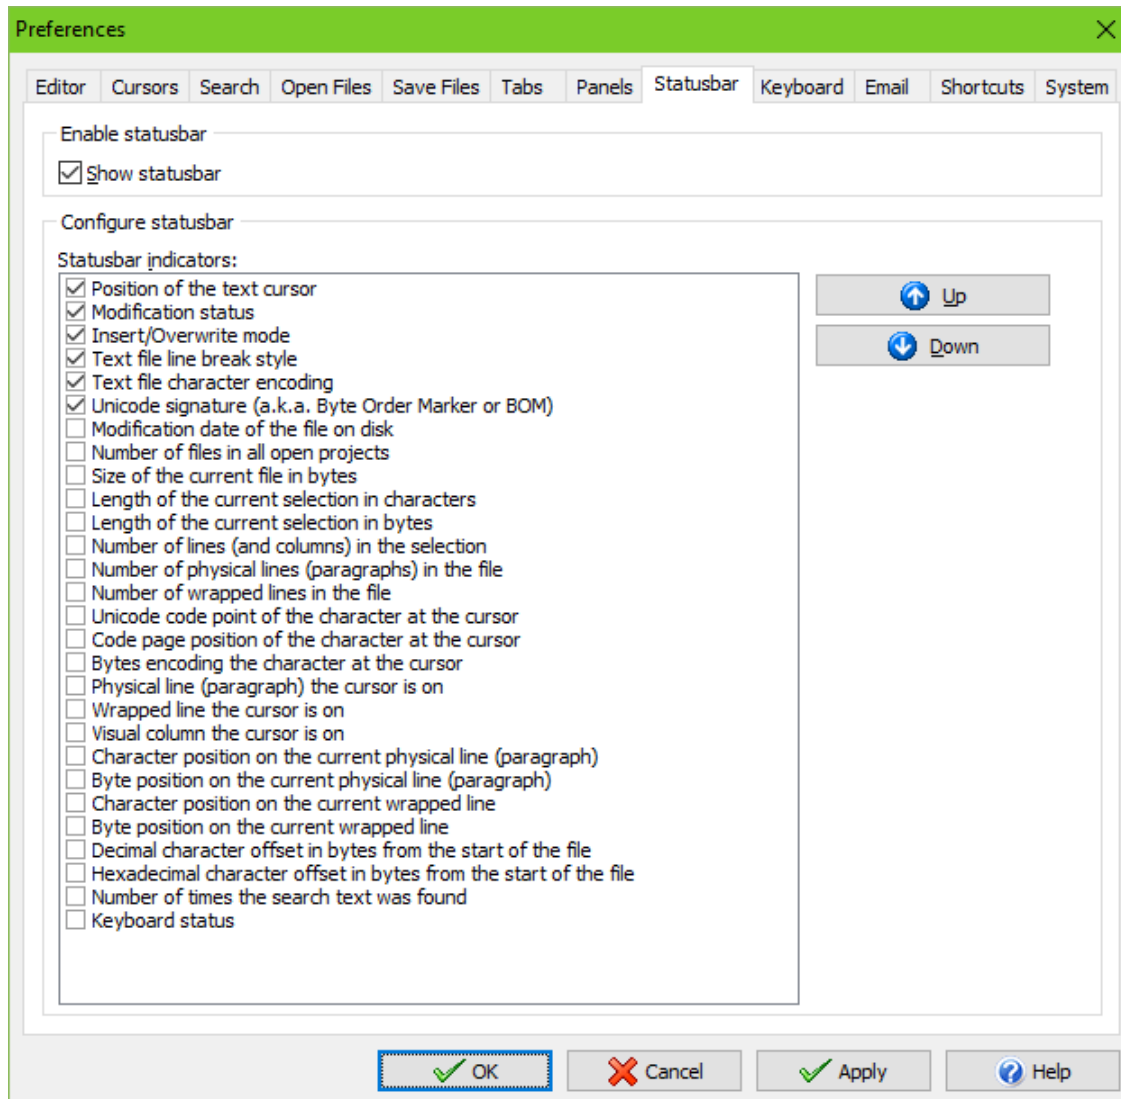 Preferences
Editor Cursors Search Open Files Save Files Tabs Panels Statusbar Keyboard Email Shortcuts System
Enable statusbar
Show statusbar
Configure statusbar
Statusbar indicators:
Position of the text cursor
Modification status
Insert/Overwrite mode
Text file line break style
Text file character encoding
Unicode signature (a.k.a. Byte Order Marker or BOM)
Modification date of the file on disk
Number of files in all open projects
Size of the current file in bytes
Length of the current selection in characters
Length of the current selection in bytes
Number of lines (and columns) in the selection
Number of physical lines (paragraphs) in the file
Number of wrapped lines in the file
Unicode code point of the character at the cursor
Code page position of the character at the cursor
Bytes encoding the character at the cursor
Physical line (paragraph) the cursor is on
Wrapped line the cursor is on
Visual column the cursor is on
Character position on the current physical line (paragraph)
Byte position on the current physical line (paragraph)
Character position on the current wrapped line
Byte position on the current wrapped line
Decimal character offset in bytes from the start of the file
Hexadecimal character offset in bytes from the start of the file
Number of times the search text was found
Keyboard status
Up
Down
OK Cancel Apply Help